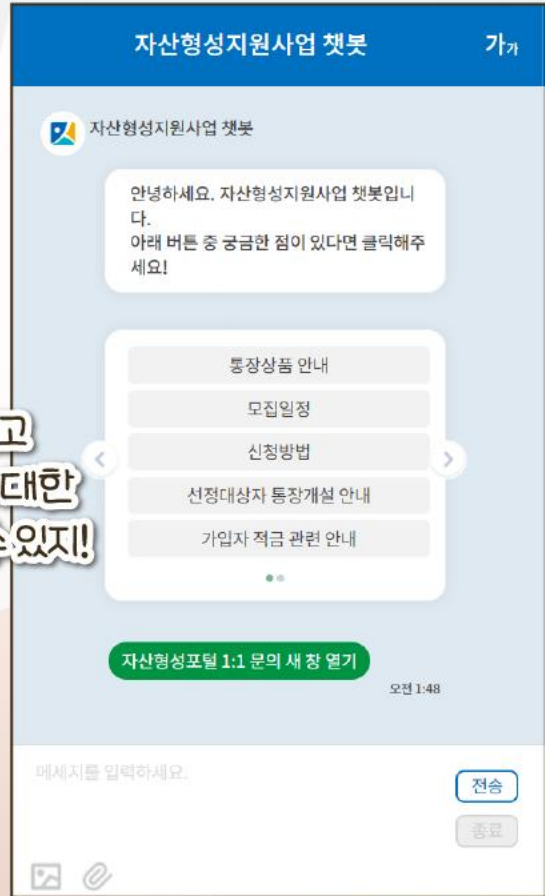 자산형성지원사업 챗봇
가가
자산형성지원사업 챗봇
안녕하세요. 자산형성지원사업 챗봇입니
다.
아래 버튼 중 궁금한 점이 있다면 클릭해주
세요!
통장상품 안내
모집일정
신청방법
선정대상자 통장개설 안내
가입자 적금 관련 안내
고
대한
수 있지!
자산형성포털 1:1 문의 새 창 열기
오전 1:48
메세지를 입력하세요.
전송
종료